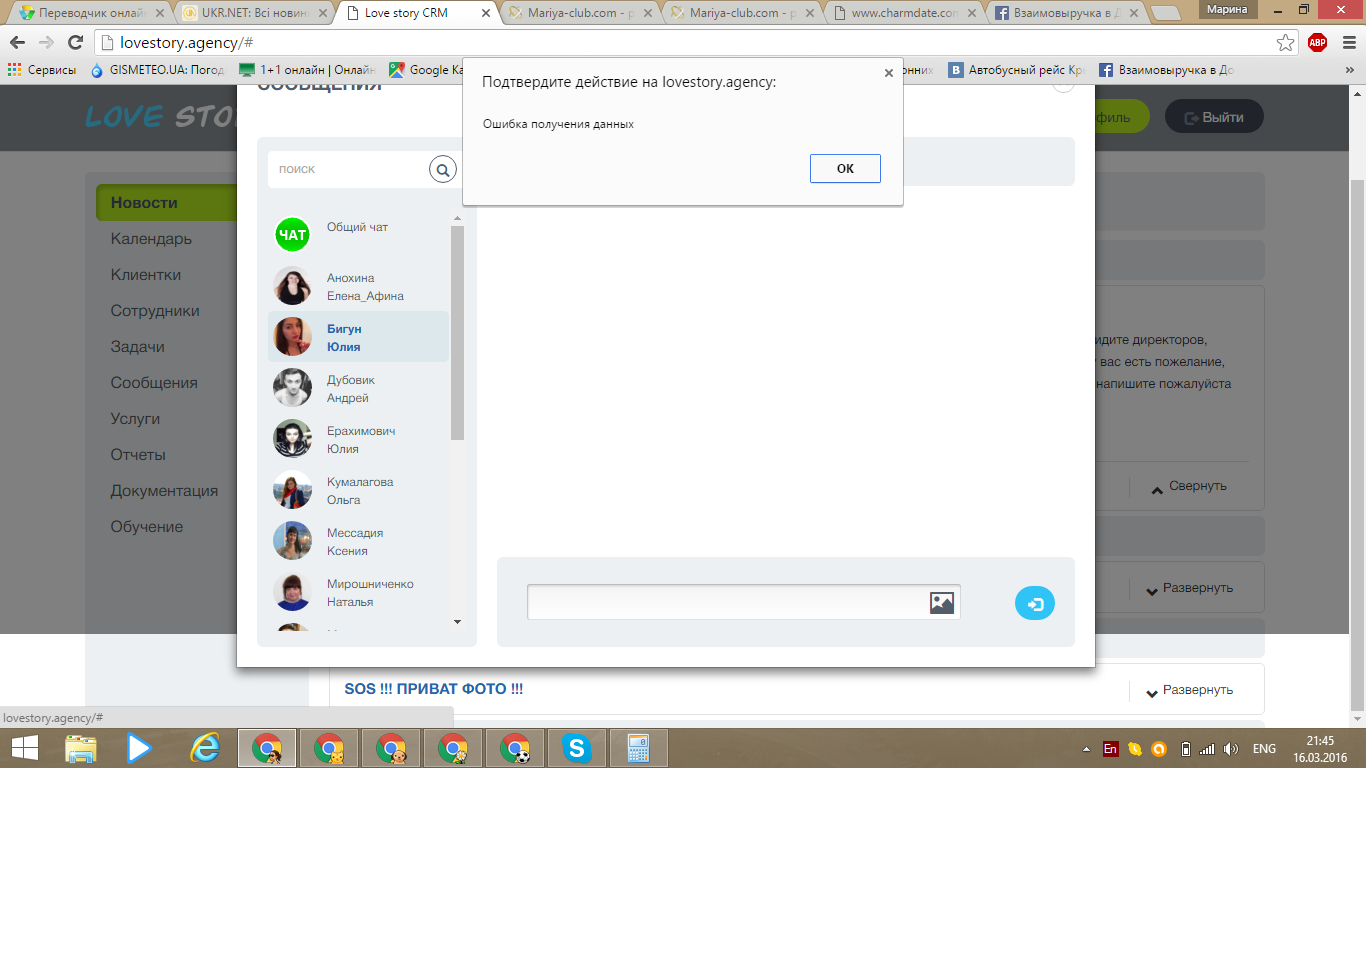 Переводчик онлайн
UKR.NET: Всі новин
Love story CRM
Mariya-club.com - р
Mariya-club.com - р
www.charmdate.com
Взаимовыручка в Д
Марина
lovestory.agency/#
ABP
Сервисы
GISMETEO.UA: Погод
1+1 онлайн | Онлайн
Google Ка
онних
Автобусный рейс Кре
Взаимовыручка в До
Подтвердите действие на lovestory.agency:
Ошибка получения данных
OK
СООБЩЕНИЯ
LOVE STO
филь
Выйти
поиск
Новости
Календарь
Клиентки
Сотрудники
Задачи
Сообщения
Услуги
Отчеты
Документация
Обучение
ЧАТ
Общий чат
Анохина
Елена_Афина
Бигун
Юлия
Дубовик
Андрей
Ерахимович
Юлия
Кумалагова
Ольга
Мессадия
Ксения
Мирошниченко
Наталья
идите директоров,
вас есть пожелание,
напишите пожалуйста
Свернуть
Развернуть
SOS !!! ПРИВАТ ФОТО !!!
Развернуть
lovestory.agency/#
En
ENG
21:45
16.03.2016